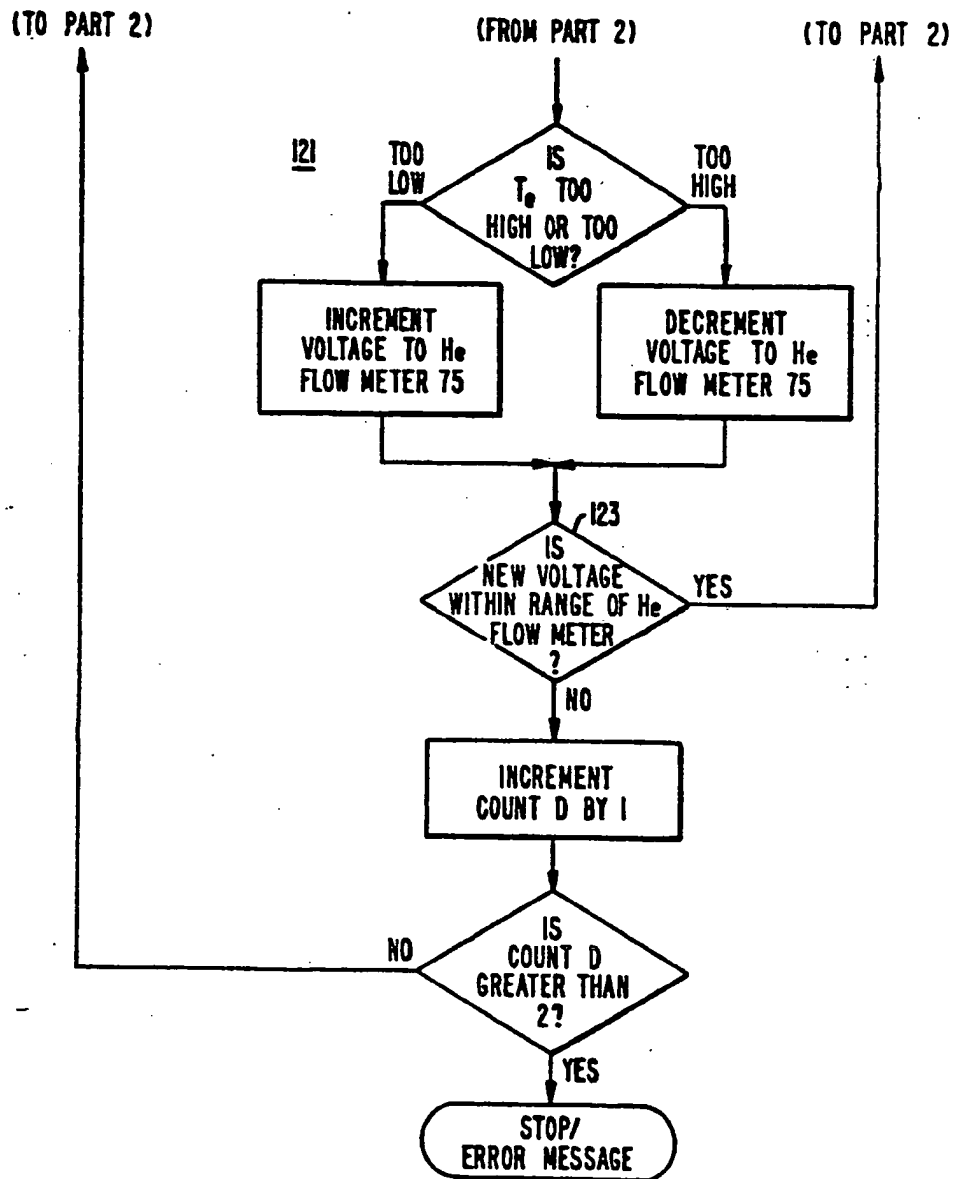 (TO PART 2)
(FROM PART 2)
(TO PART 2)
121
TOO
LOW
IS
Te TOO
HIGH OR TOO
LOW?
TOO
HIGH
INCREMENT
VOLTAGE TO He
FLOW METER 75
DECREMENT
VOLTAGE TO He
FLOW METER 75
123
IS
NEW VOLTAGE
WITHIN RANGE OF He
FLOW METER
?
YES
NO
INCREMENT
COUNT D BY 1
IS
COUNT D
GREATER THAN
2?
NO
YES
STOP/
ERROR MESSAGE